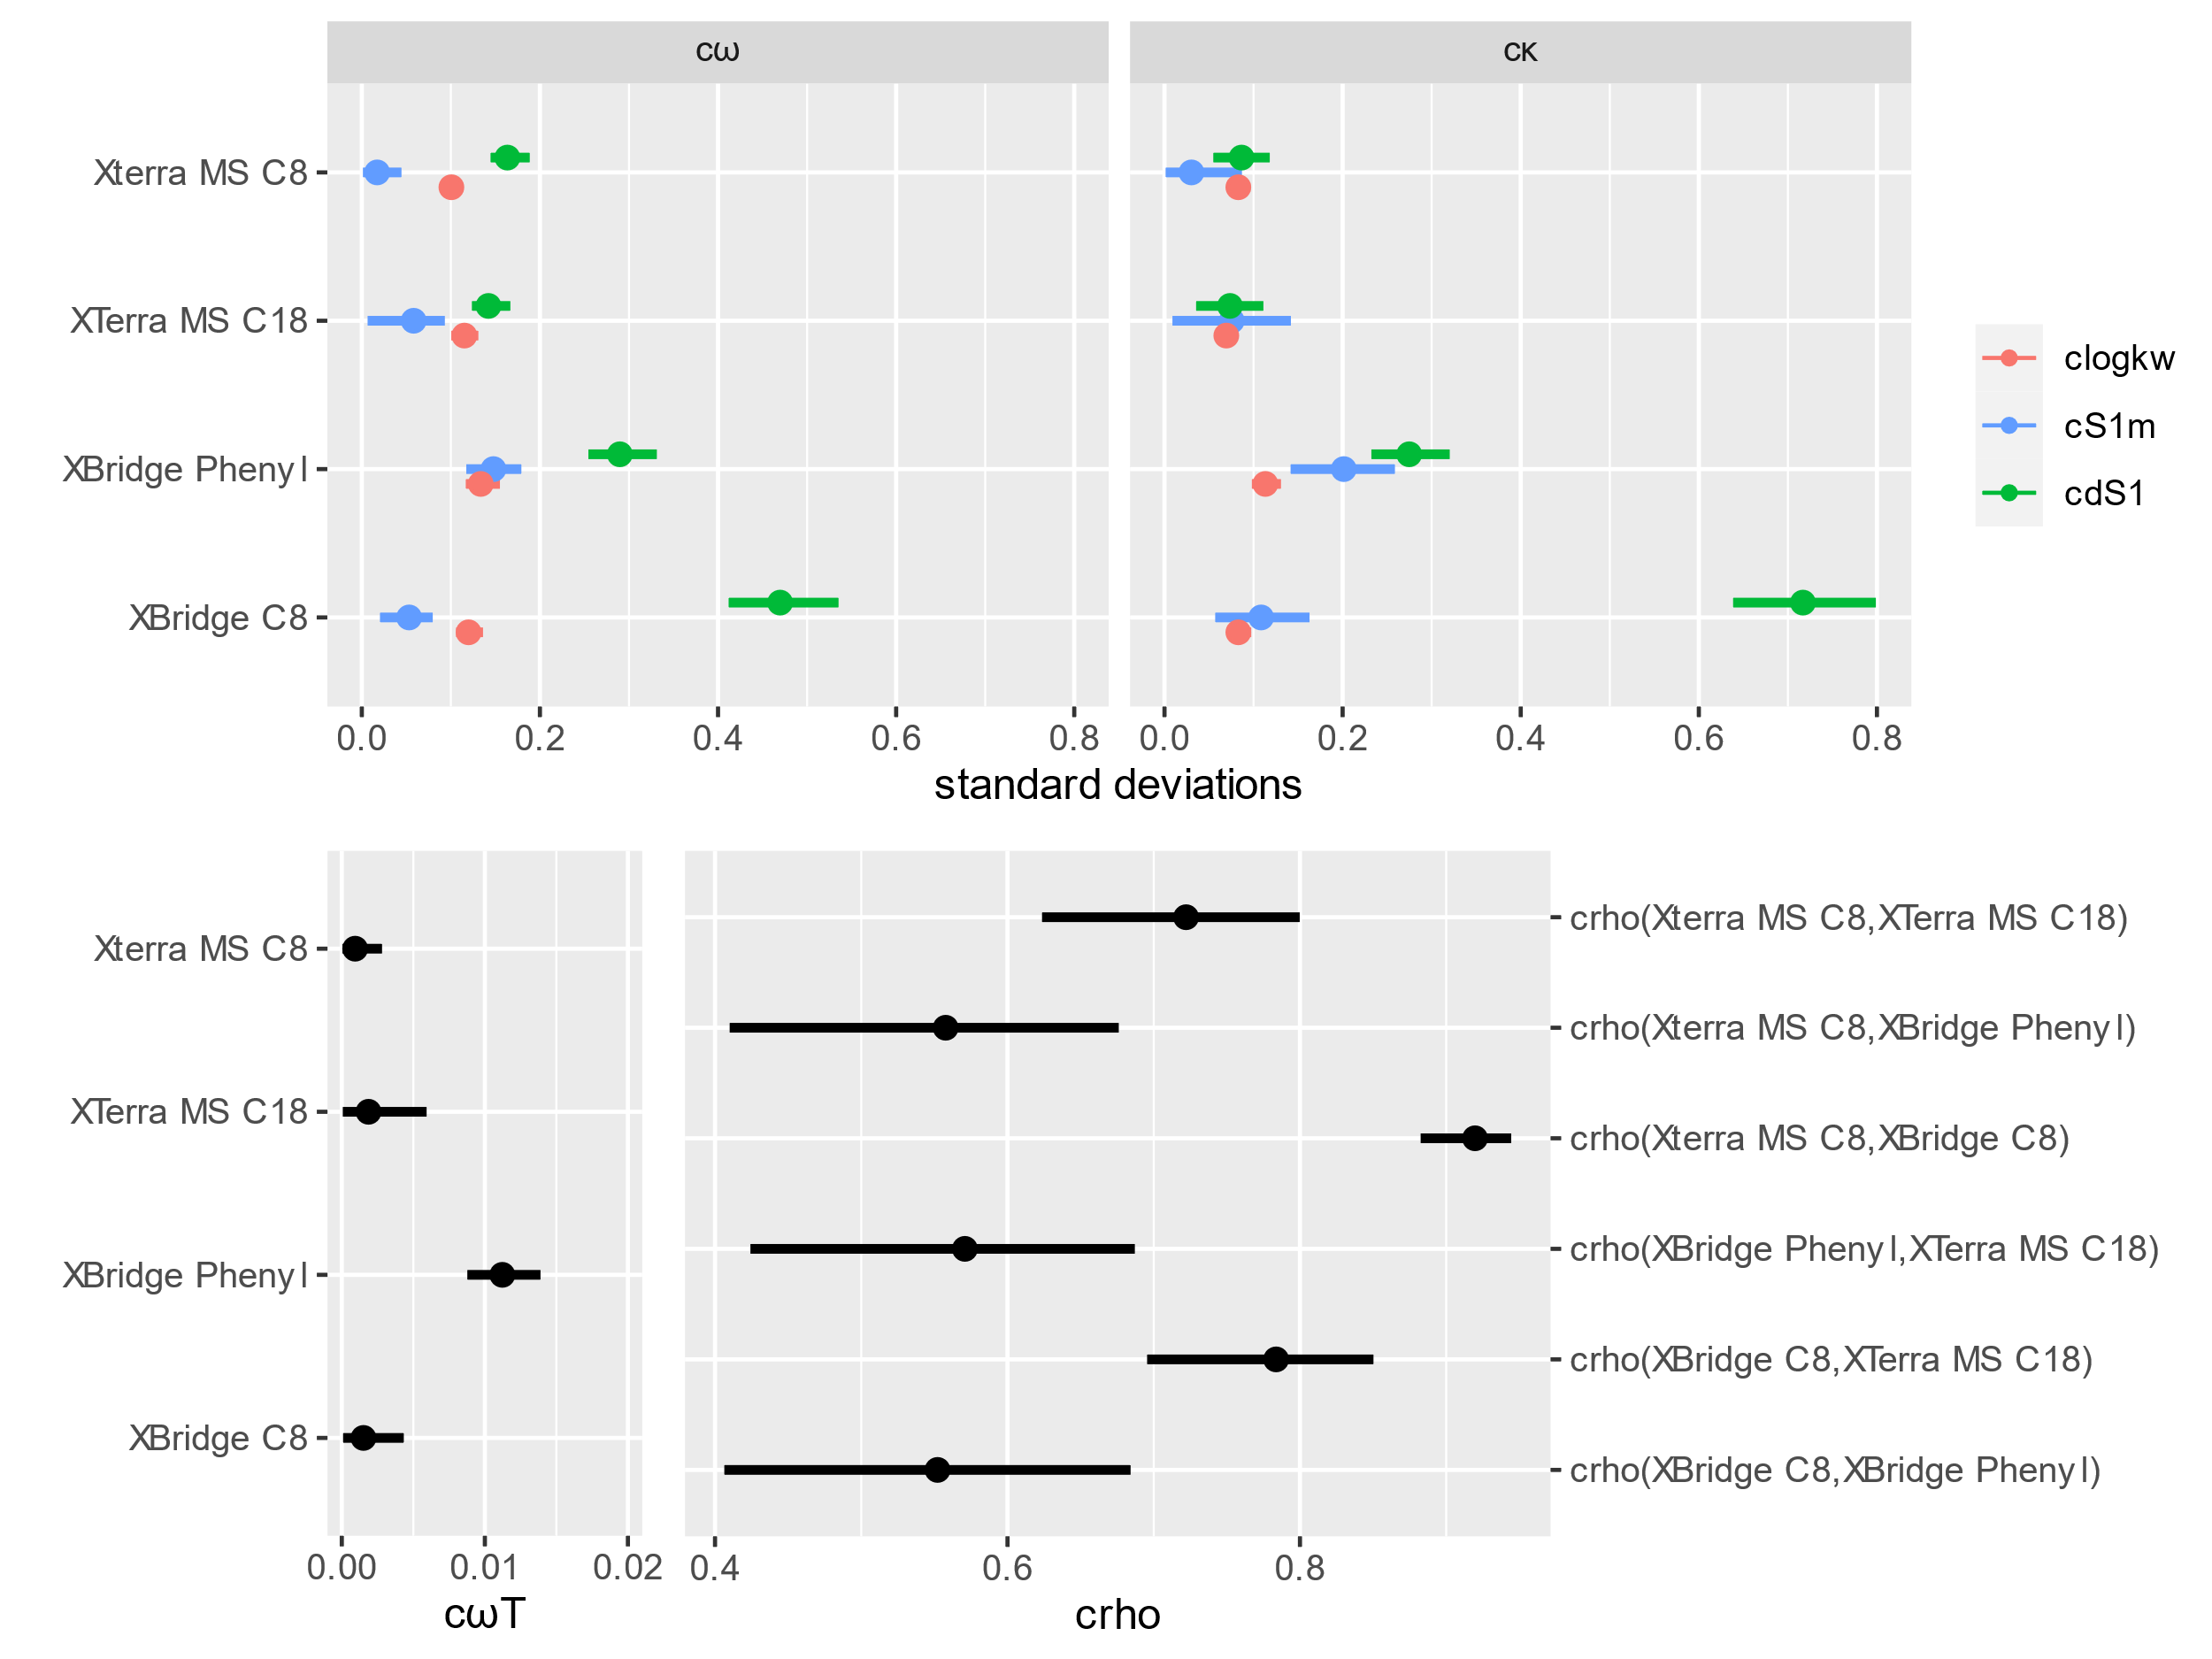 cω
cκ
Xterra MS C8
XTerra MS C18
XBridge Phenyl
XBridge C8
clogkw
cS1m
cdS1
0.0 0.2 0.4 0.6 0.8
0.0 0.2 0.4 0.6 0.8
standard deviations
Xterra MS C8
XTerra MS C18
XBridge Phenyl
XBridge C8
0.00 0.01 0.02
cωT
crho(Xterra MS C8,XTerra MS C18)
crho(Xterra MS C8,XBridge Phenyl)
crho(Xterra MS C8,XBridge C8)
crho(XBridge Phenyl,XTerra MS C18)
crho(XBridge C8,XTerra MS C18)
crho(XBridge C8,XBridge Phenyl)
0.4 0.6 0.8
crho